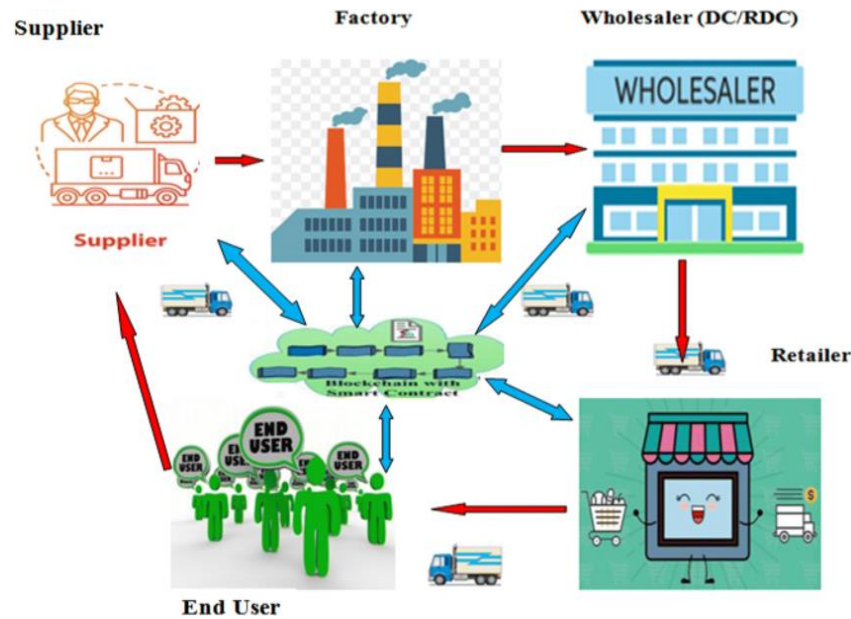 Supplier
Factory
Wholesaler (DC/RDC)
WHOLESALER
Supplier
Retailer
Blockchain with
Smart Contract
END
USER
END
USER
END
USER
END
USER
END
USER
$
End User